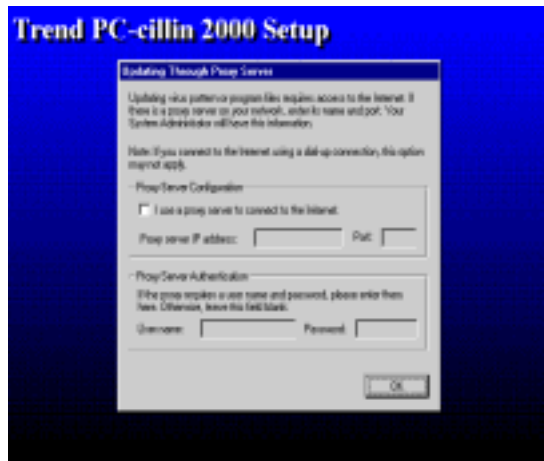 Trend PC-cillin 2000 Setup
Updating Through Proxy Server
Updating virus pattern or program files requires access to the Internet. If
there is a proxy server on your network, enter its name and port. Your
System Administrator will have this information.
Note: If you connect to the Internet using a dial-up connection, this option
may not apply.
Proxy Server Configuration
I use a proxy server to connect to the Internet.
Proxy server IP address: Port:
Proxy Server Authentication
If the proxy requires a user name and password, please enter them
here. Otherwise, leave this field blank.
Username: Password:
OK